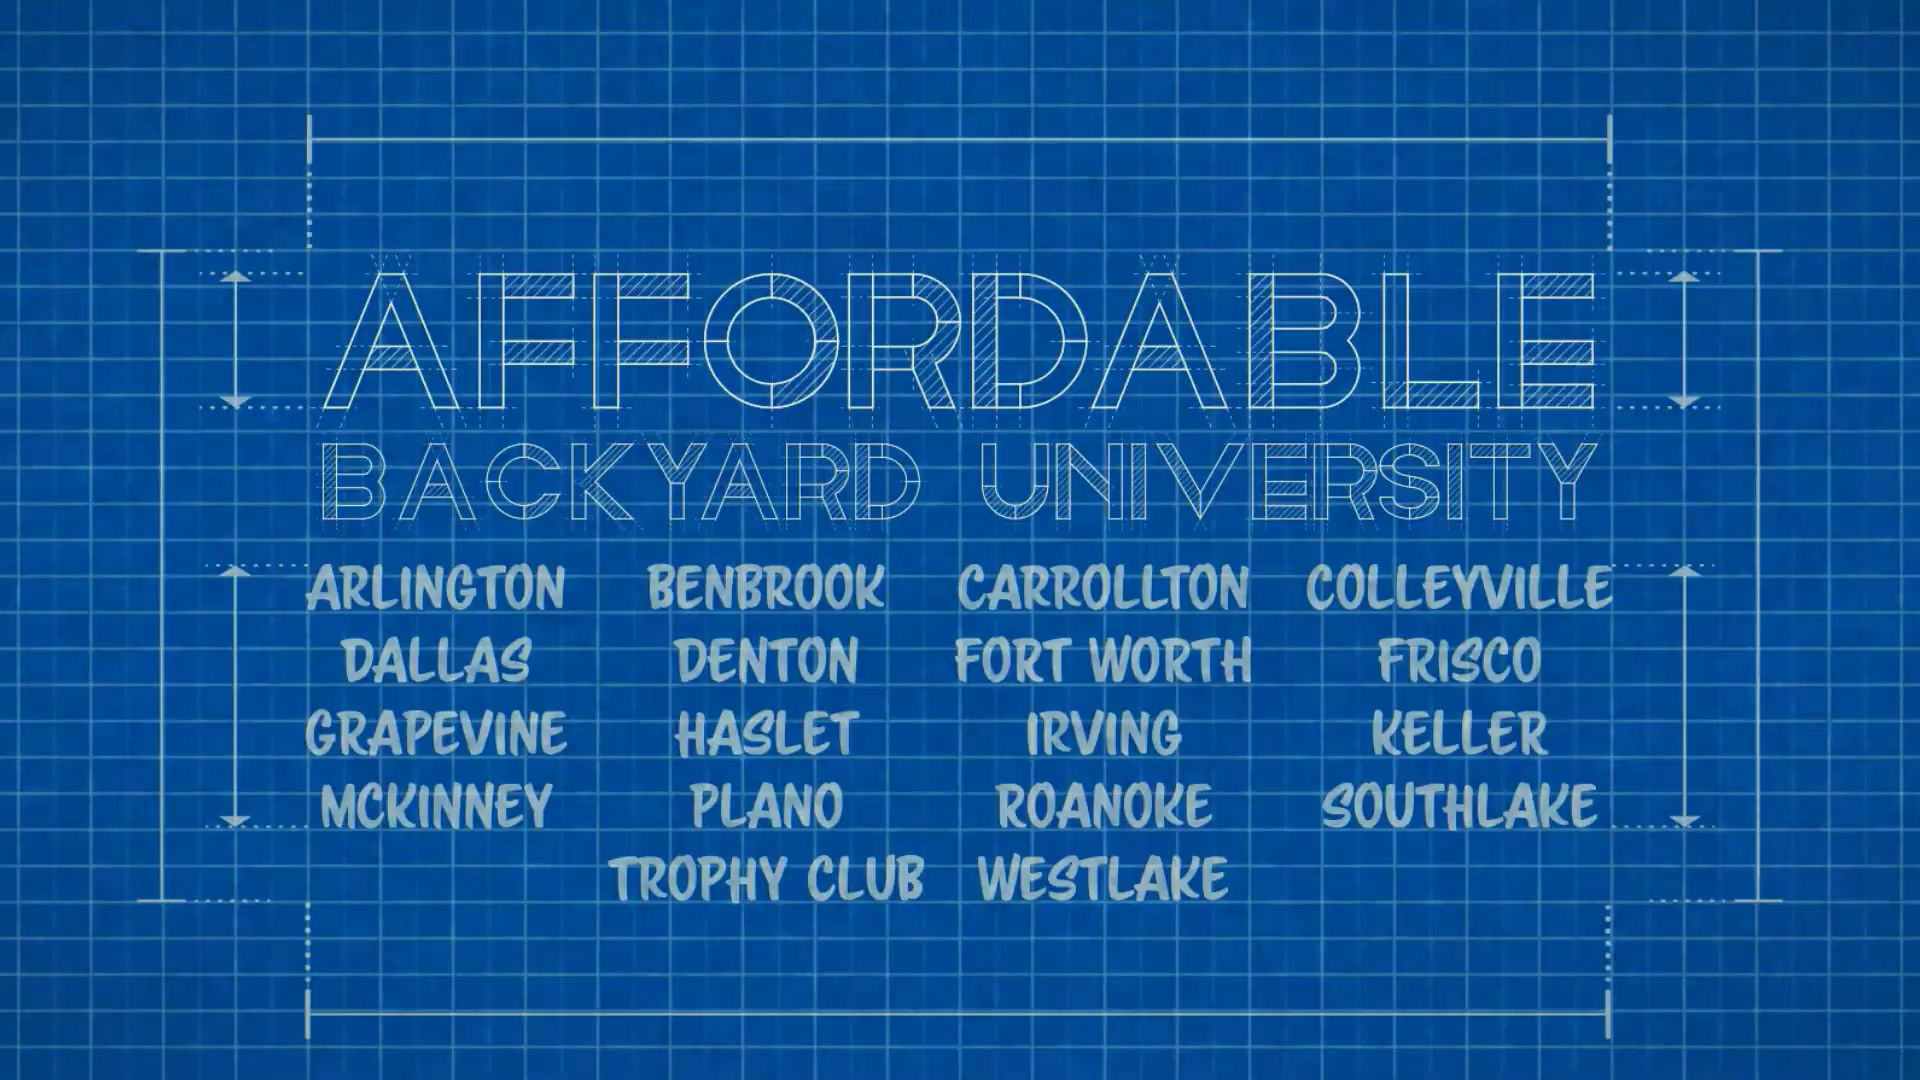 AFFORDABLE
BACKYARD UNIVERSITY
ARLINGTON BENBROOK CARROLLTON COLLEYVILLE
DALLAS DENTON FORT WORTH FRISCO
GRAPEVINE HASLET IRVING KELLER
MCKINNEY PLANO ROANOKE SOUTHLAKE
TROPHY CLUB WESTLAKE